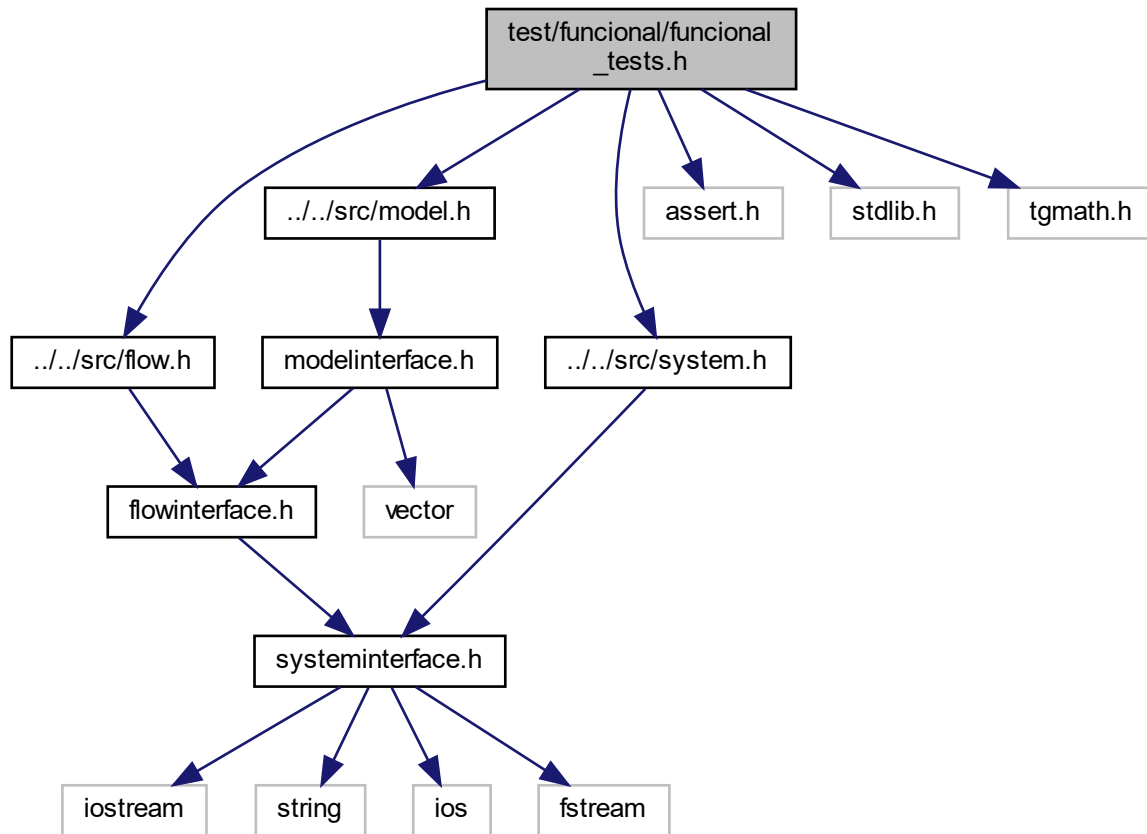 test/funcional/funcional
_tests.h
../../src/model.h
assert.h
stdlib.h
tgmath.h
../../src/flow.h
modelinterface.h
../../src/system.h
flowinterface.h
vector
systeminterface.h
iostream
string
ios
fstream